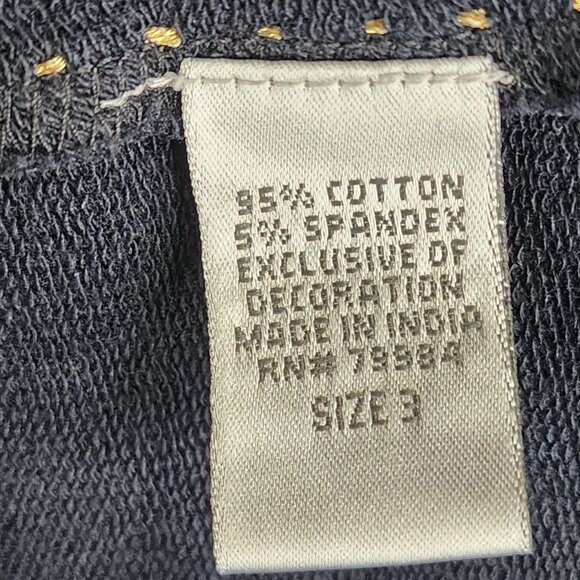 95% COTTON
5% SPANDEX
EXCLUSIVE OF
DECORATION
MADE IN INDIA
RN# 79984
SIZE 3